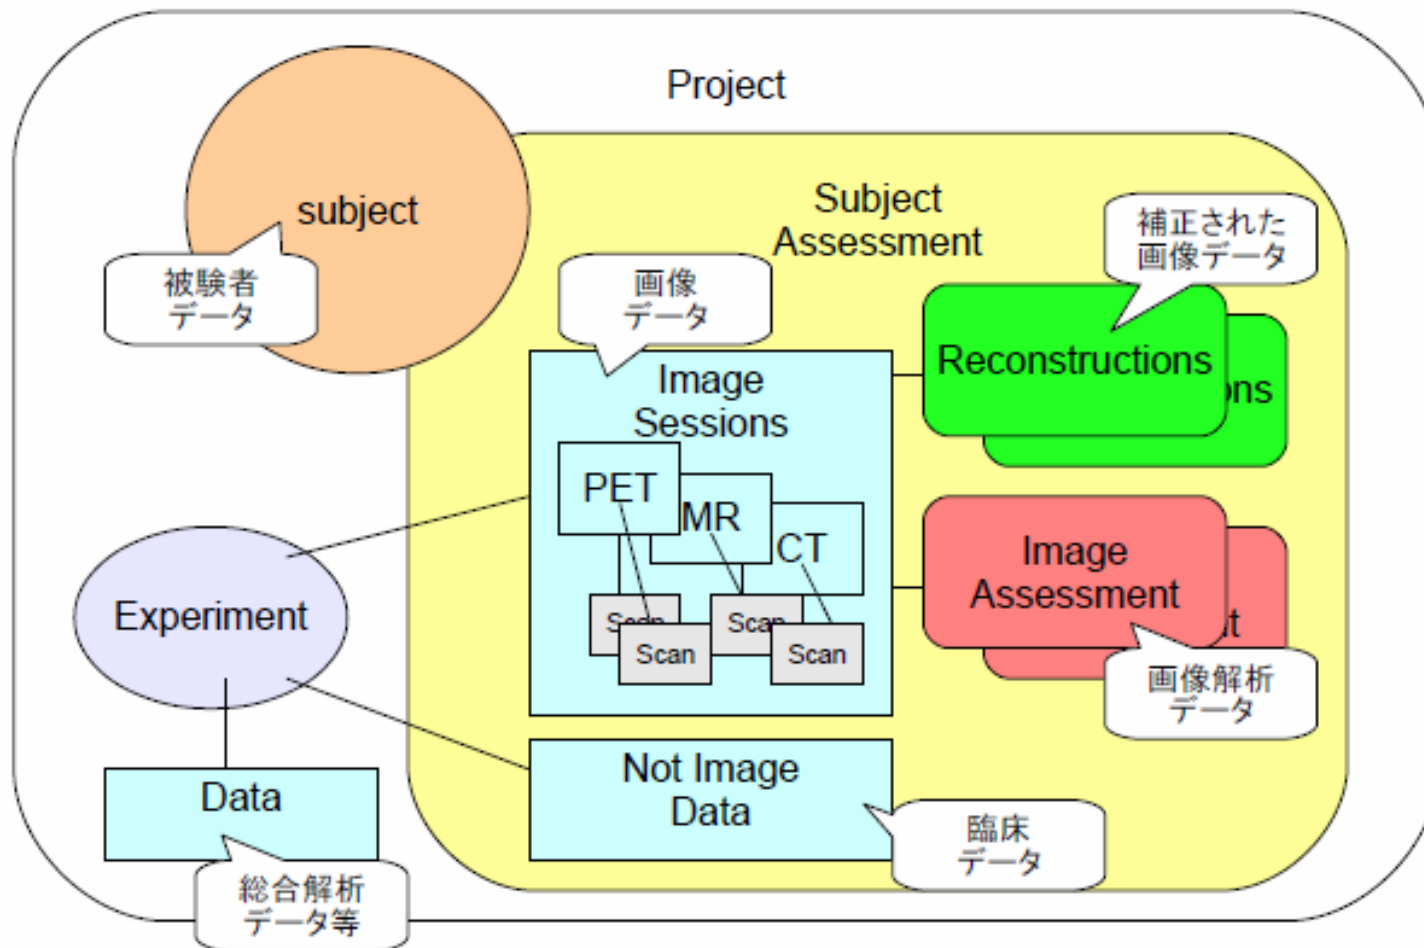 Project
subject
被験者
データ
Subject
Assessment
画像
データ
補正された
画像データ
Reconstructions
ons
Image
Sessions
PET
MR
CT
Scan
Scan
Scan
Scan
Image
Assessment
t
画像解析
データ
Experiment
Data
総合解析
データ等
Not Image
Data
臨床
データ